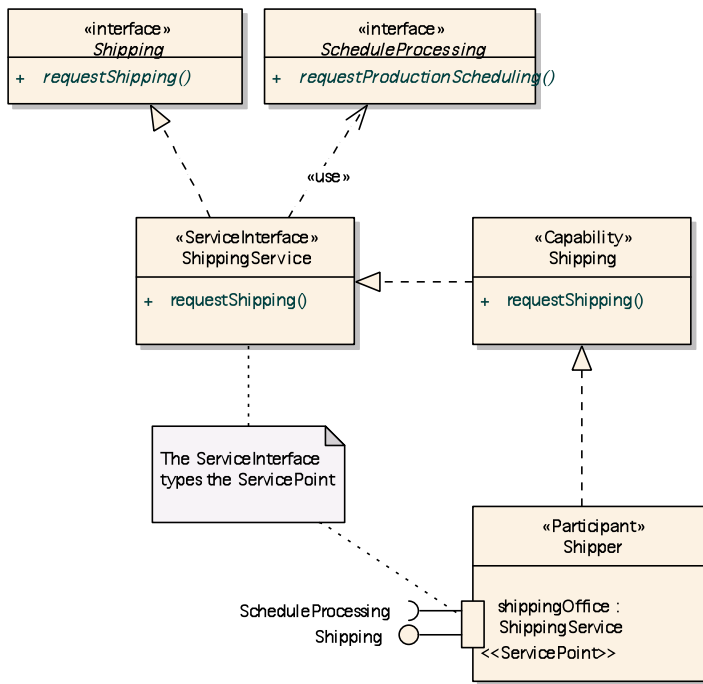 «interface»
Shipping
+ requestShipping()
«interface»
ScheduleProcessing
+ requestProductionScheduling()
«use»
«ServiceInterface»
ShippingService
+ requestShipping()
«Capability»
Shipping
+ requestShipping()
The ServiceInterface
types the ServicePoint
«Participant»
Shipper
ScheduleProcessing
Shipping
shippingOffice :
ShippingService
<<ServicePoint>>